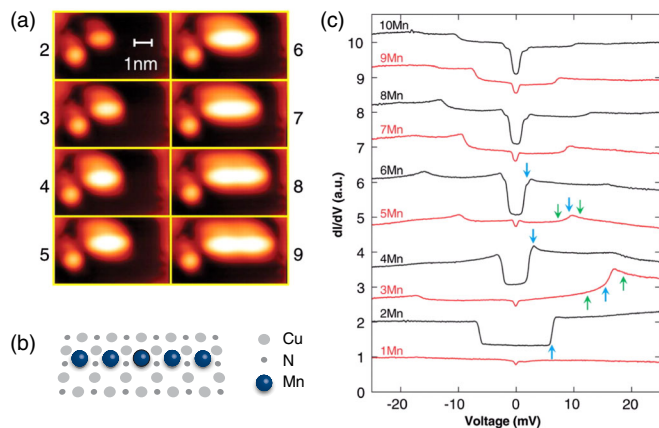 (a)
2
3
4
5
1nm
6
7
8
9
(b)
Cu
N
Mn
(c)
dI/dV (a.u.)
10
9
8
7
6
5
4
3
2
1
0
10Mn
9Mn
8Mn
7Mn
6Mn
5Mn
4Mn
3Mn
2Mn
1Mn
-20
-10
0
10
20
Voltage (mV)